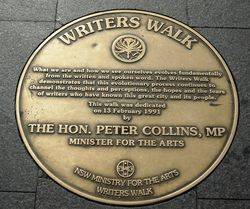 WRITERS WALK
What we are and how we see ourselves evolves fundamentally
from the written and spoken word. The Writers Walk
demonstrates that this evolutionary process continues to
channel the thoughts and perceptions, the hopes and the fears
of writers who have known this great city and its people.
This walk was dedicated
on 13 February 1991
by
THE HON. PETER COLLINS, MP
MINISTER FOR THE ARTS
NSW MINISTRY FOR THE ARTS
WRITERS WALK